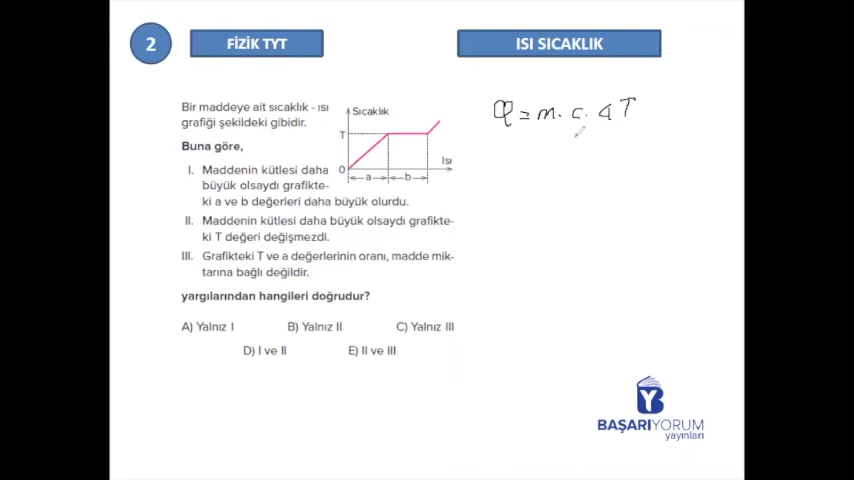 2
FİZİK TYT
ISI SICAKLIK
Bir maddeye ait sıcaklık - ısı
grafiği şekildeki gibidir.
Buna göre,
Sıcaklık
T
0
Isı
a
b
Q = m. c. Δ T
I. Maddenin kütlesi daha
büyük olsaydı grafikte-
ki a ve b değerleri daha büyük olurdu.
II. Maddenin kütlesi daha büyük olsaydı grafikte-
ki T değeri değişmezdi.
III. Grafikteki T ve a değerlerinin oranı, madde mik-
tarına bağlı değildir.
yargılarından hangileri doğrudur?
A) Yalnız I B) Yalnız II C) Yalnız III
D) I ve II E) II ve III
BAŞARIYORUM
yayınları